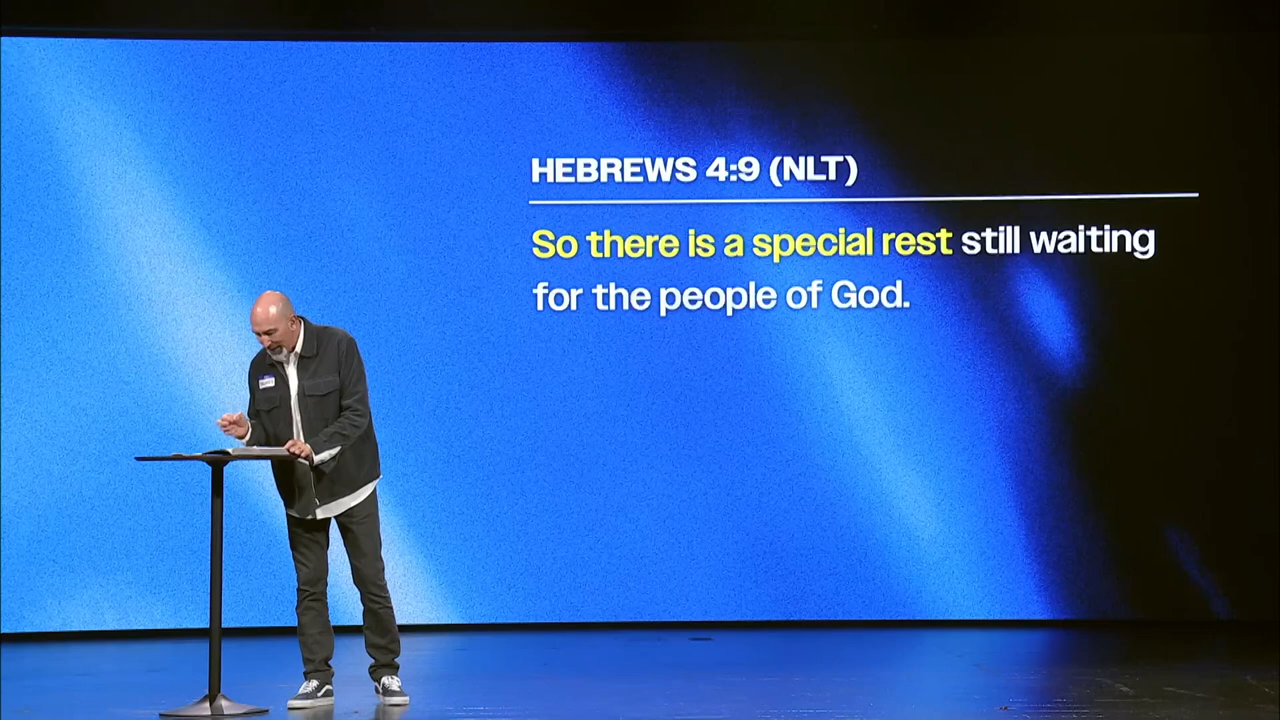 HEBREWS 4:9 (NLT)
So there is a special rest still waiting
for the people of God.